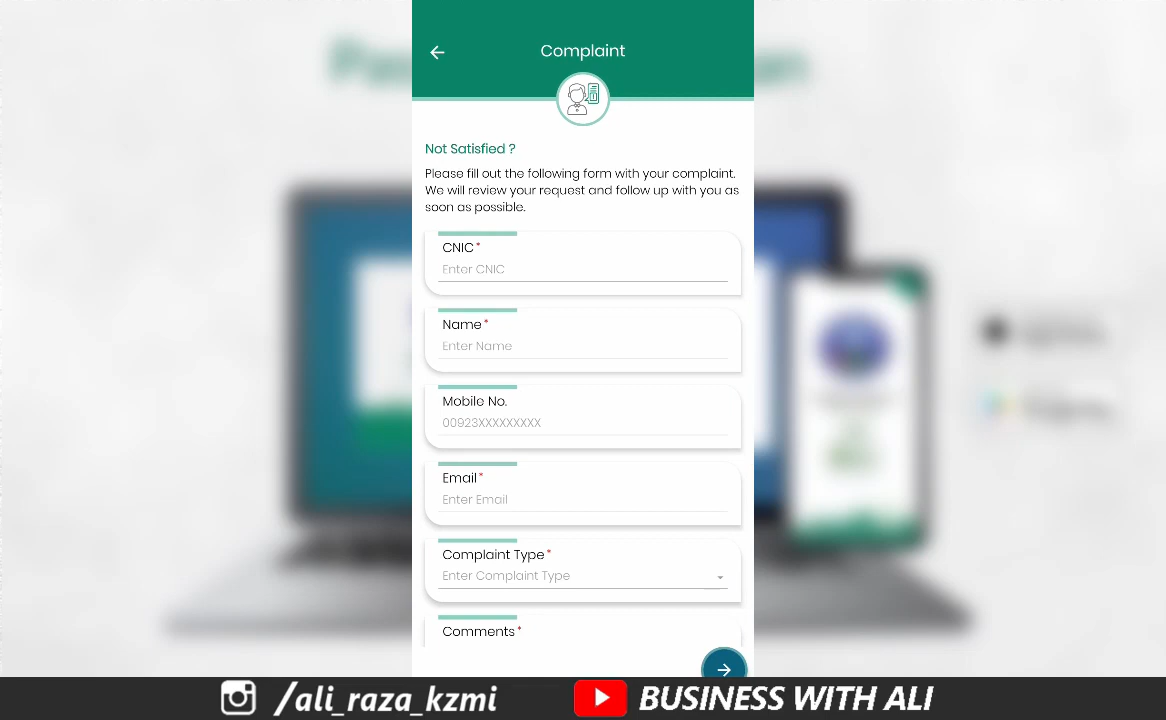 Complaint
Not Satisfied ?
Please fill out the following form with your complaint.
We will review your request and follow up with you as
soon as possible.
CNIC*
Enter CNIC
Name*
Enter Name
Mobile No.
00923XXXXXXXXX
Email*
Enter Email
Complaint Type*
Enter Complaint Type
Comments*
/ali_raza_kzmi
BUSINESS WITH ALI